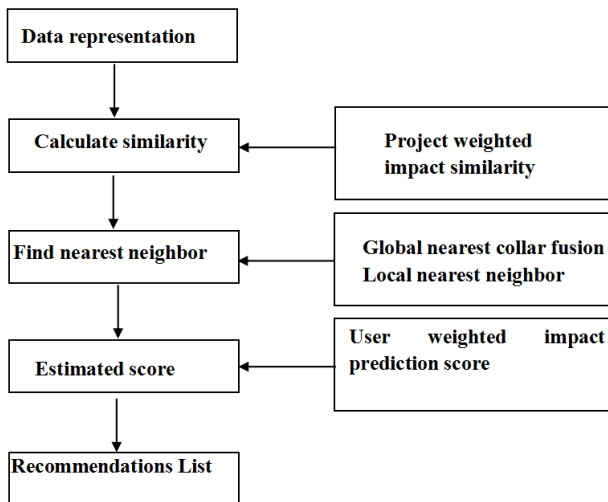 Data representation
Calculate similarity
Project weighted
impact similarity
Find nearest neighbor
Global nearest collar fusion
Local nearest neighbor
Estimated score
User weighted impact
prediction score
Recommendations List